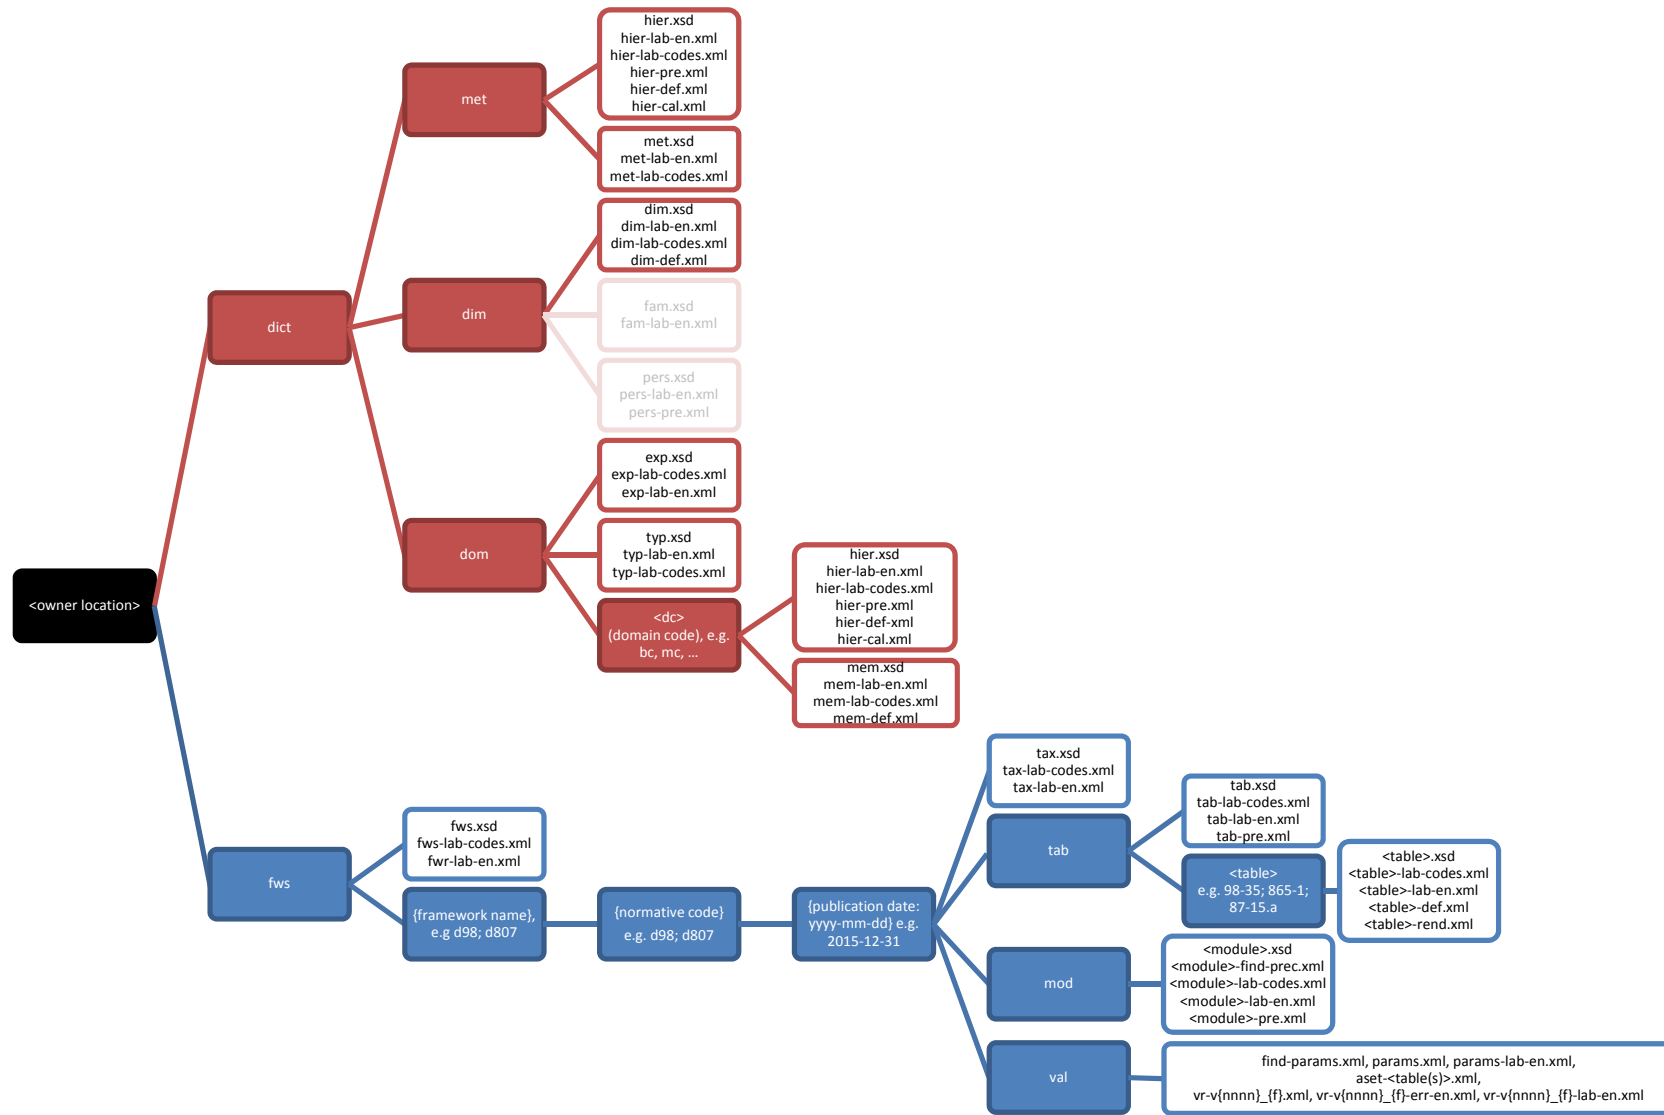 <owner location>
dict
met
hier.xsd
hier-lab-en.xml
hier-lab-codes.xml
hier-pre.xml
hier-def.xml
hier-cal.xml
met.xsd
met-lab-en.xml
met-lab-codes.xml
dim
dim.xsd
dim-lab-en.xml
dim-lab-codes.xml
dim-def.xml
fam.xsd
fam-lab-en.xml
pers.xsd
pers-lab-en.xml
pers-pre.xml
dom
exp.xsd
exp-lab-codes.xml
exp-lab-en.xml
typ.xsd
typ-lab-en.xml
typ-lab-codes.xml
<dc>
(domain code), e.g.
bc, mc, ...
hier.xsd
hier-lab-en.xml
hier-lab-codes.xml
hier-pre.xml
hier-def-xml
hier-cal.xml
mem.xsd
mem-lab-en.xml
mem-lab-codes.xml
mem-def.xml
fws
fws.xsd
fws-lab-codes.xml
fwr-lab-en.xml
{framework name},
e.g d98; d807
{normative code}
e.g. d98; d807
{publication date:
yyyy-mm-dd} e.g.
2015-12-31
tax.xsd
tax-lab-codes.xml
tax-lab-en.xml
tab
tab.xsd
tab-lab-codes.xml
tab-lab-en.xml
tab-pre.xml
<table>
e.g. 98-35; 865-1;
87-15.a
<table>.xsd
<table>-lab-codes.xml
<table>-lab-en.xml
<table>-def.xml
<table>-rend.xml
mod
<module>.xsd
<module>-find-prec.xml
<module>-lab-codes.xml
<module>-lab-en.xml
<module>-pre.xml
val
find-params.xml, params.xml, params-lab-en.xml,
aset-<table(s)>.xml,
vr-v{nnnn}_{f}.xml, vr-v{nnnn}_{f}-err-en.xml, vr-v{nnnn}_{f}-lab-en.xml